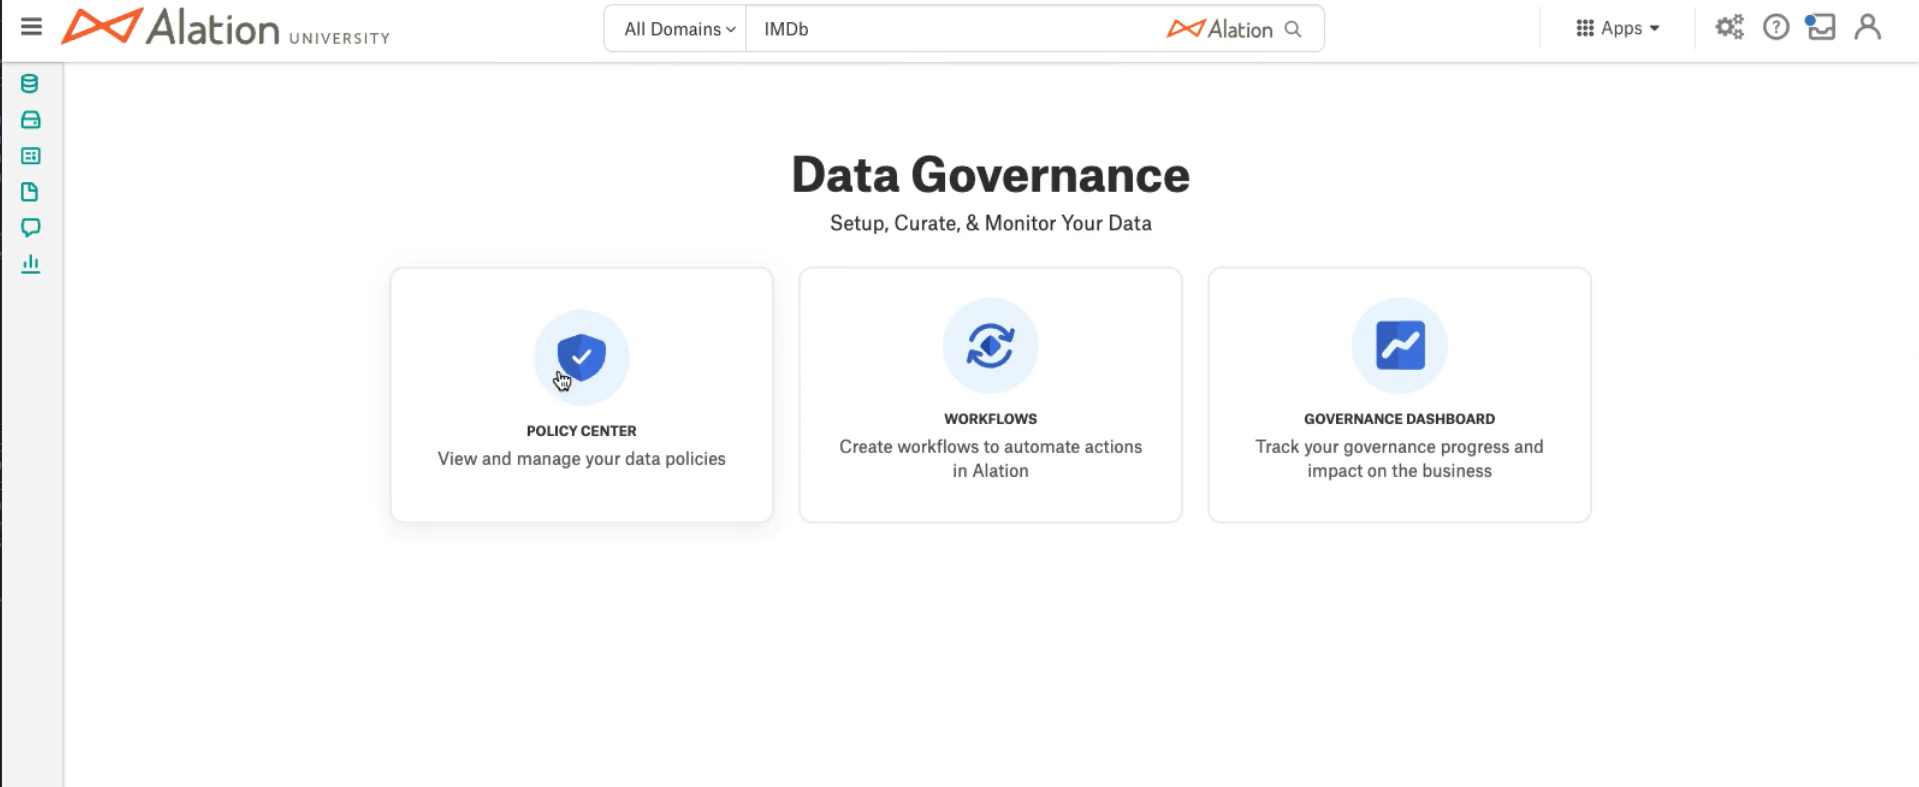 Alation UNIVERSITY
All Domains
IMDb
Alation
Apps
Data Governance
Setup, Curate, & Monitor Your Data
POLICY CENTER
View and manage your data policies
WORKFLOWS
Create workflows to automate actions
in Alation
GOVERNANCE DASHBOARD
Track your governance progress and
impact on the business